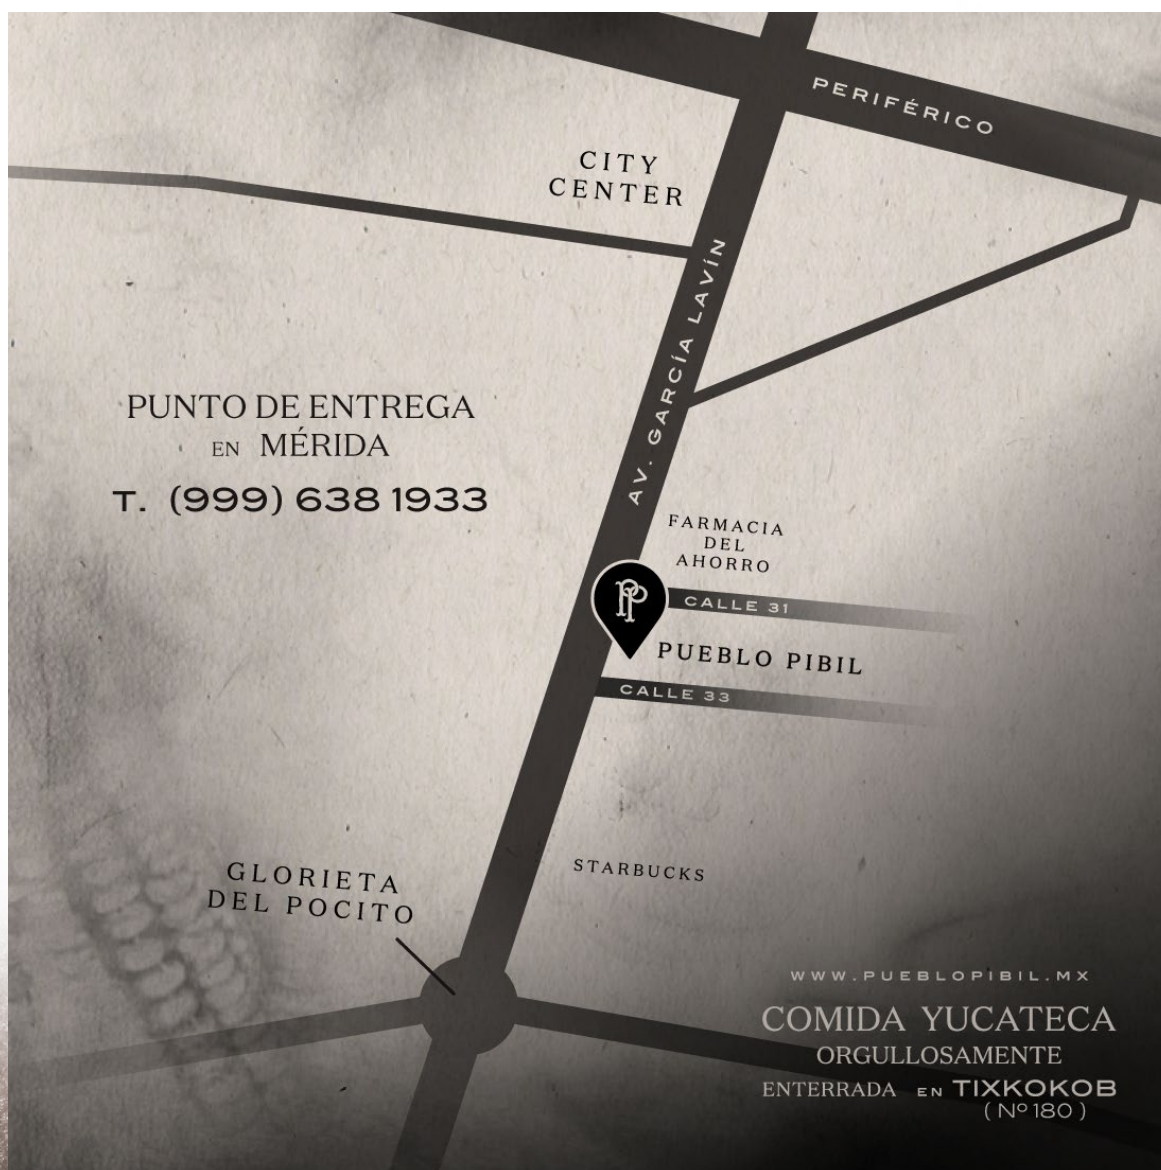 PERIFÉRICO
CITY
CENTER
AV. GARCÍA LAVÍN
PUNTO DE ENTREGA
EN MÉRIDA
T. (999) 638 1933
FARMACIA
DEL
AHORRO
PP
CALLE 31
PUEBLO PIBIL
CALLE 33
STARBUCKS
GLORIETA
DEL POCITO
WWW.PUEBLOPIBIL.MX
COMIDA YUCATECA
ORGULLOSAMENTE
ENTERRADA EN TIXKOKOB
(Nº 180)